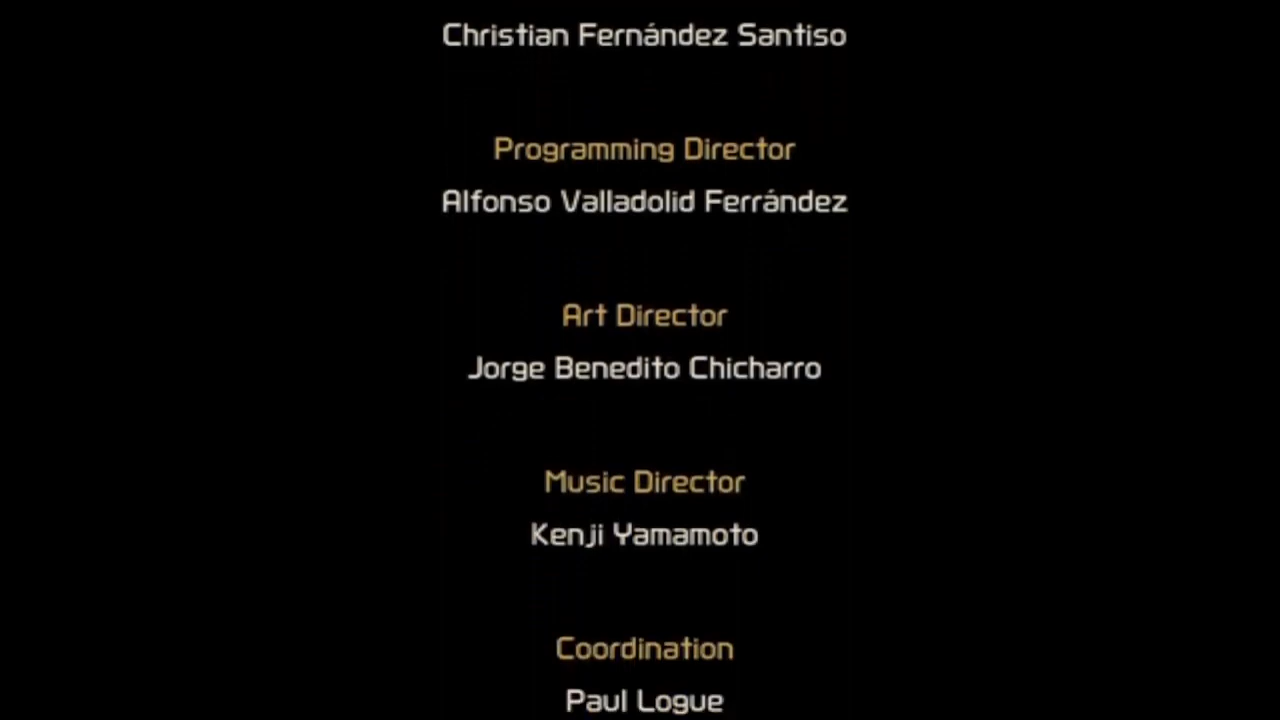 Christian Fernández Santiso
Programming Director
Alfonso Valladolid Ferrández
Art Director
Jorge Benedito Chicharro
Music Director
Kenji Yamamoto
Coordination
Paul Logue